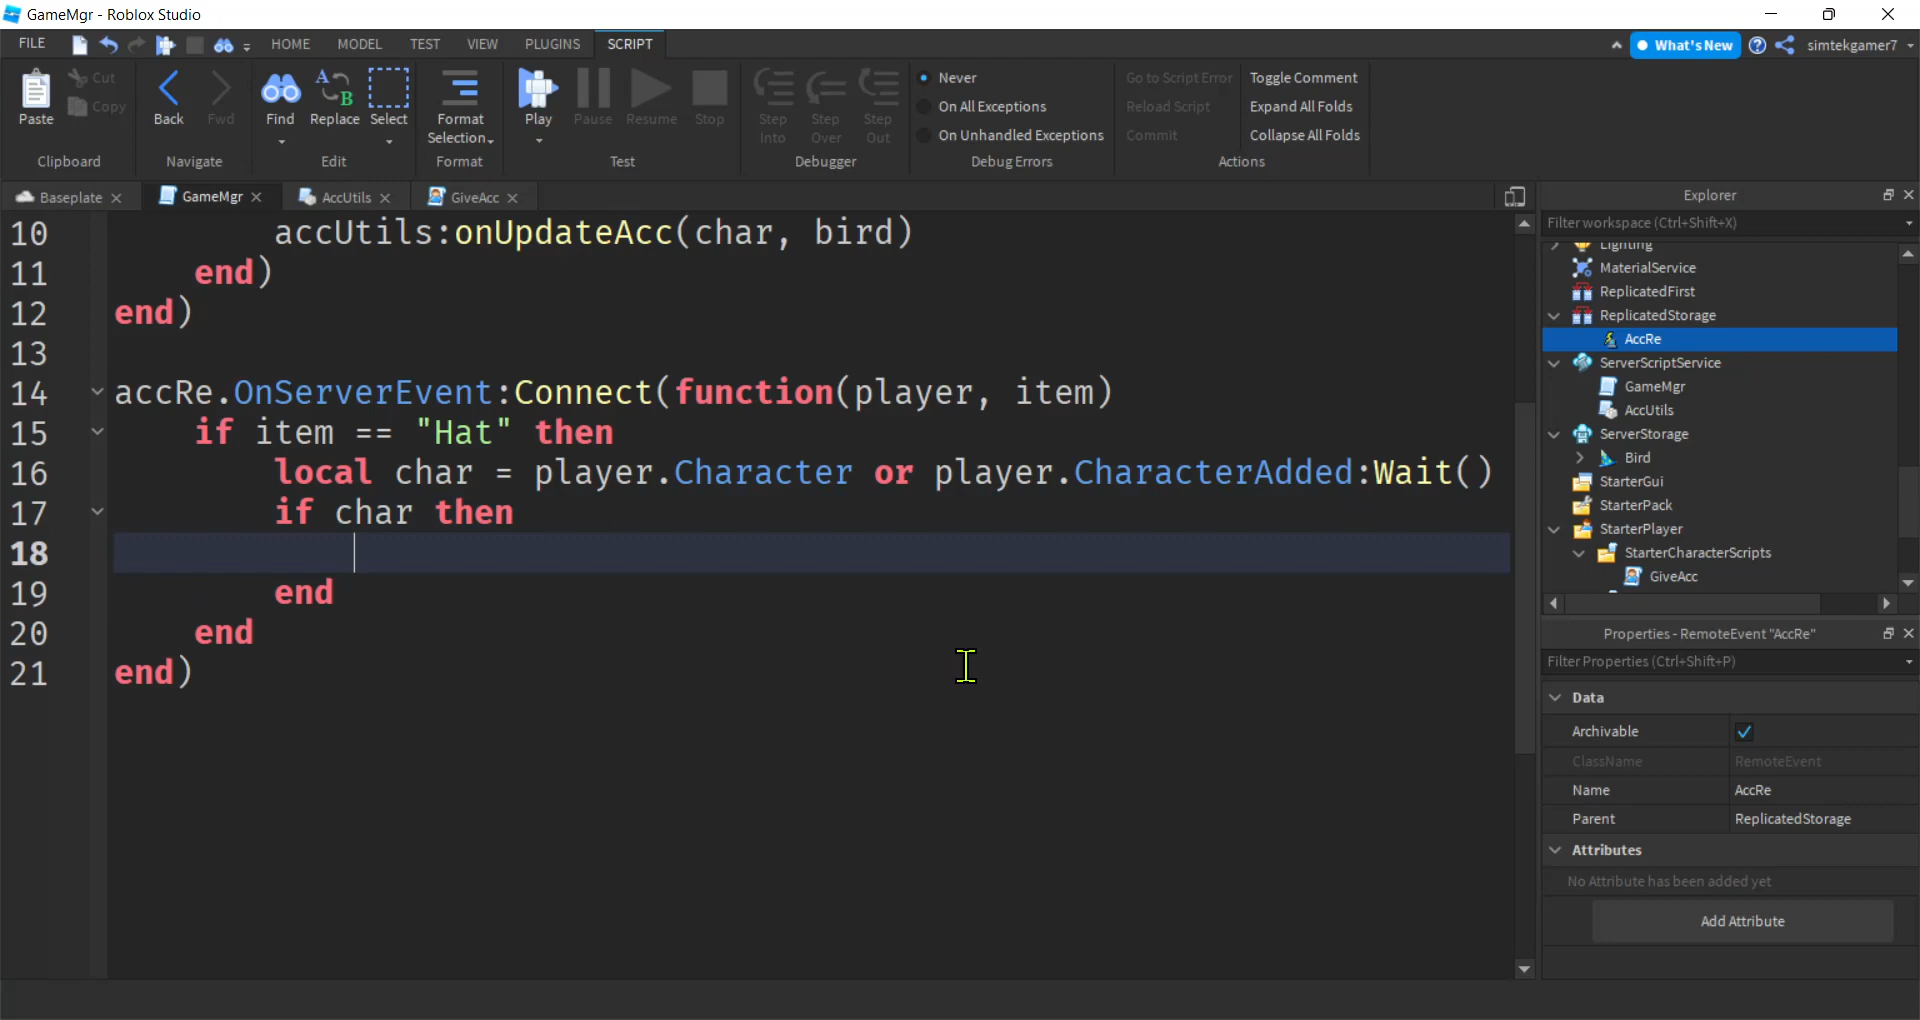 GameMgr - Roblox Studio
FILE HOME MODEL TEST VIEW PLUGINS SCRIPT What's New simtekgamer7
Paste Cut Copy Back Fwd Find Replace Select Format Selection Play Pause Resume Stop Step Into Step Over Step Out
Never
On All Exceptions
On Unhandled Exceptions
Go to Script Error
Reload Script
Commit
Toggle Comment
Expand All Folds
Collapse All Folds
Clipboard Navigate Edit Format Test Debugger Debug Errors Actions
Baseplate GameMgr AccUtils GiveAcc
10 accUtils:onUpdateAcc(char, bird)
11 end)
12 end)
13
14 accRe.OnServerEvent:Connect(function(player, item)
15 if item == "Hat" then
16 local char = player.Character or player.CharacterAdded:Wait()
17 if char then
18
19 end
20 end
21 end)
Explorer
Filter workspace (Ctrl+Shift+X)
Lighting
MaterialService
ReplicatedFirst
ReplicatedStorage
AccRe
ServerScriptService
GameMgr
AccUtils
ServerStorage
Bird
StarterGui
StarterPack
StarterPlayer
StarterCharacterScripts
GiveAcc
Properties - RemoteEvent "AccRe"
Filter Properties (Ctrl+Shift+P)
Data
Archivable
ClassName RemoteEvent
Name AccRe
Parent ReplicatedStorage
Attributes
No Attribute has been added yet
Add Attribute